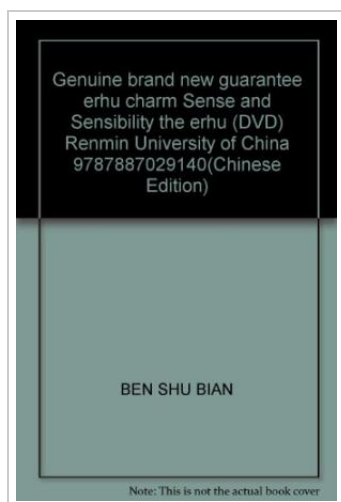 Genuine brand new guarantee
erhu charm Sense and
Sensibility the erhu (DVD)
Renmin University of China
9787887029140(Chinese
Edition)
BEN SHU BIAN
Note: This is not the actual book cover